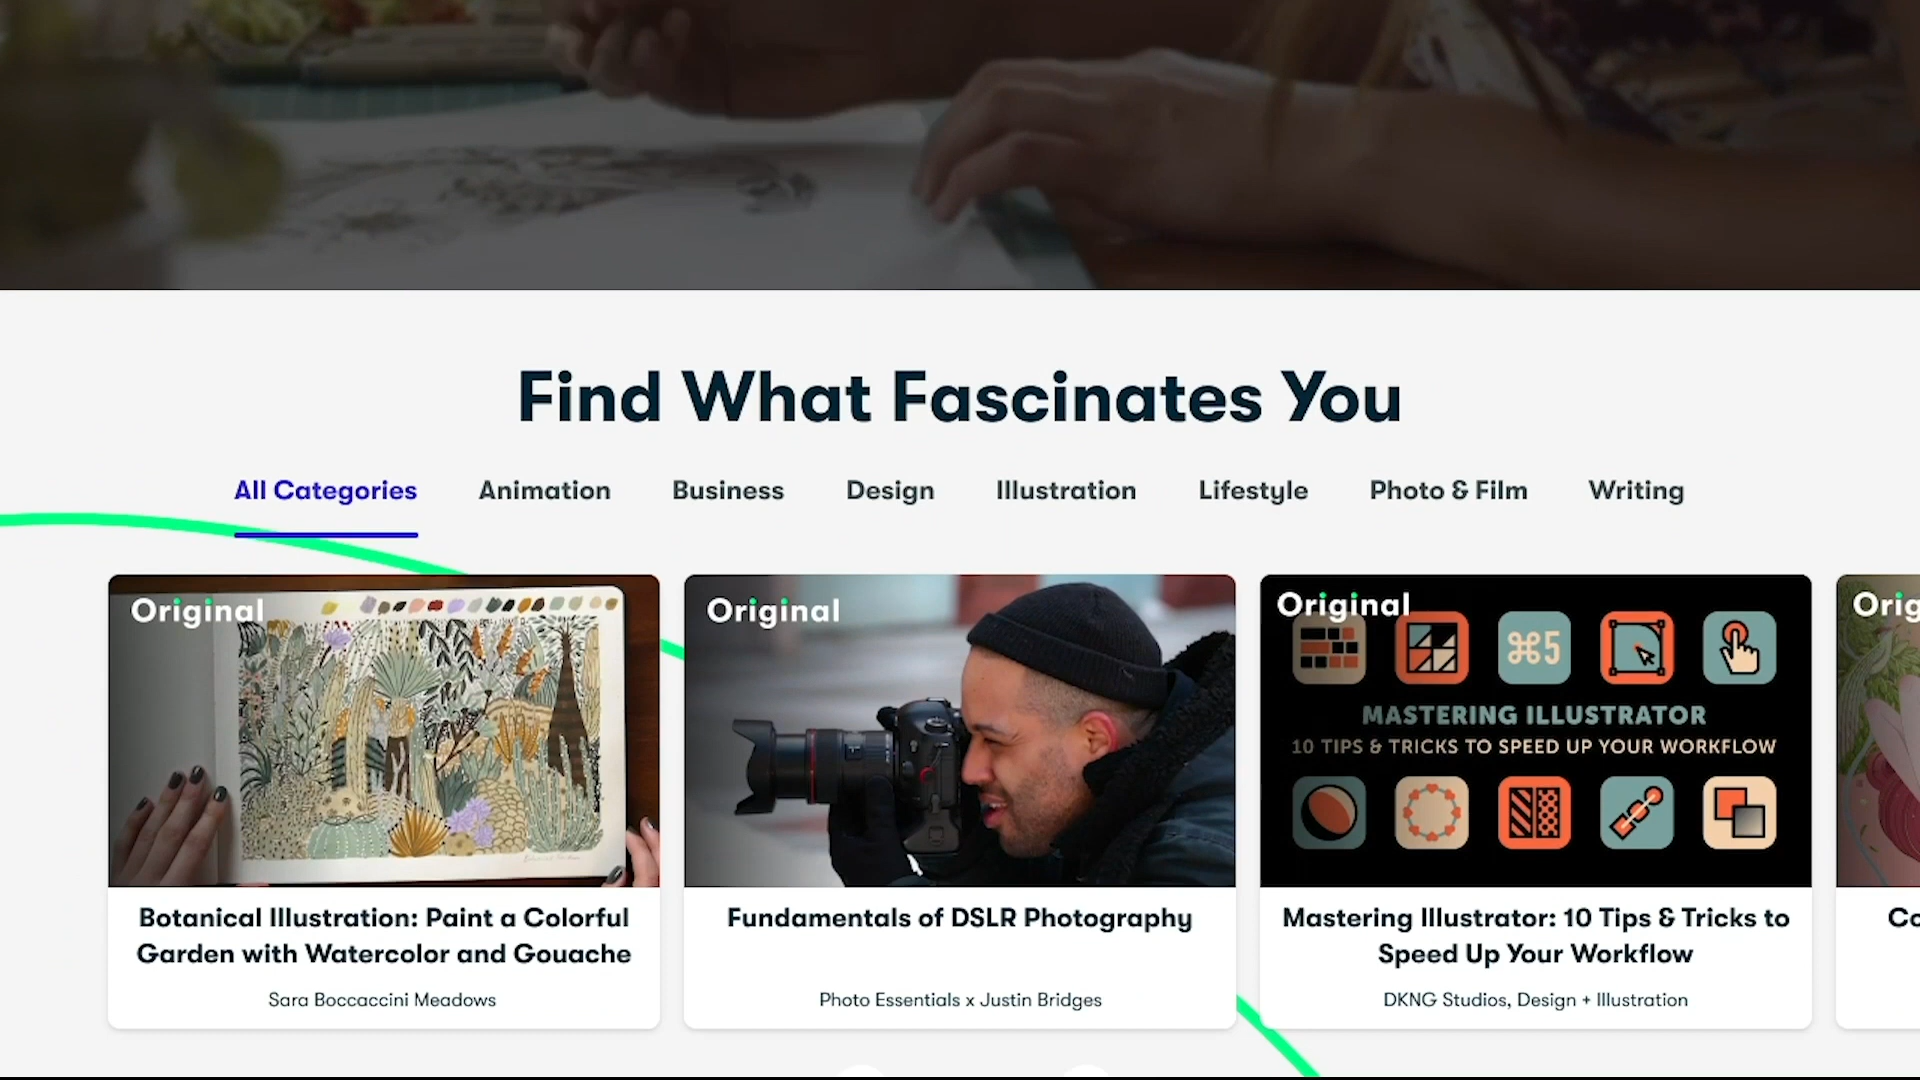 Find What Fascinates You
All Categories Animation Business Design Illustration Lifestyle Photo & Film Writing
Original
Botanical Illustration: Paint a Colorful
Garden with Watercolor and Gouache
Sara Boccaccini Meadows
Original
Fundamentals of DSLR Photography
Photo Essentials x Justin Bridges
Original
⌘5
MASTERING ILLUSTRATOR
10 TIPS & TRICKS TO SPEED UP YOUR WORKFLOW
Mastering Illustrator: 10 Tips & Tricks to
Speed Up Your Workflow
DKNG Studios, Design + Illustration
Orig
Co